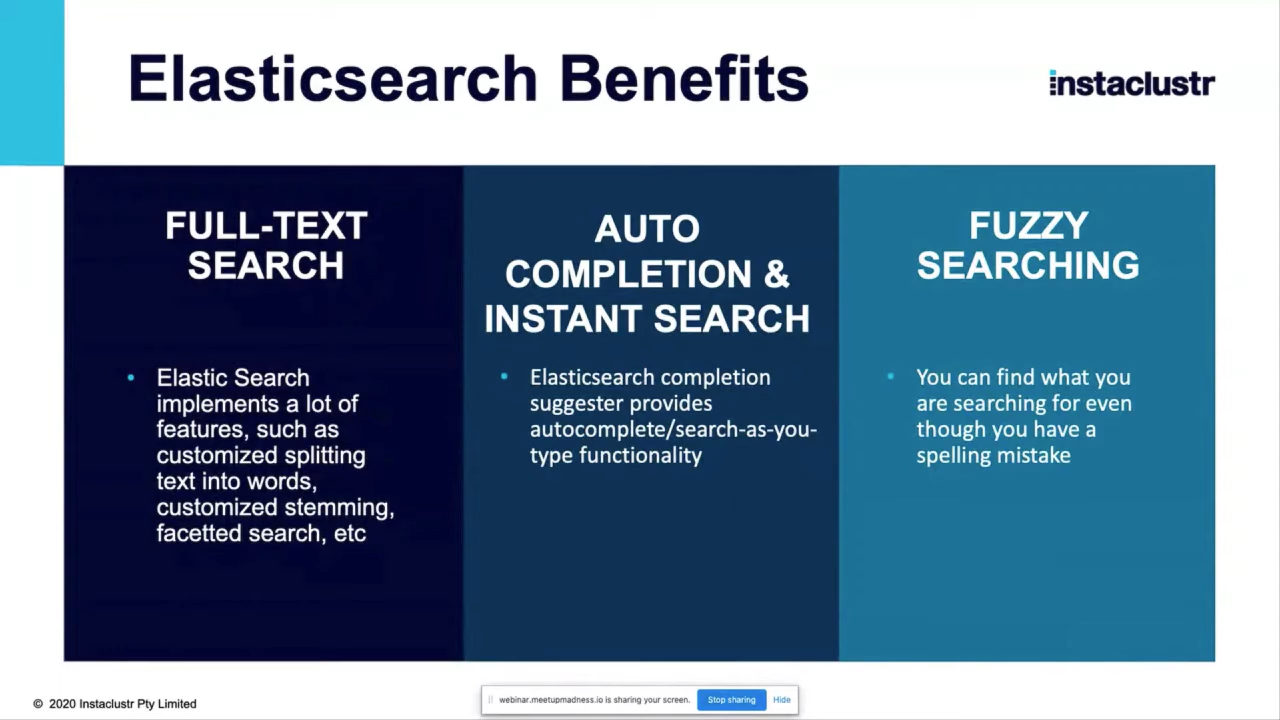 Elasticsearch Benefits
instaclustr
FULL-TEXT
SEARCH
• Elastic Search
implements a lot of
features, such as
customized splitting
text into words,
customized stemming,
facetted search, etc
AUTO
COMPLETION &
INSTANT SEARCH
• Elasticsearch completion
suggester provides
autocomplete/search-as-you-
type functionality
FUZZY
SEARCHING
• You can find what you
are searching for even
though you have a
spelling mistake
© 2020 Instaclustr Pty Limited
webinar.meetupmadness.io is sharing your screen.
Stop sharing
Hide